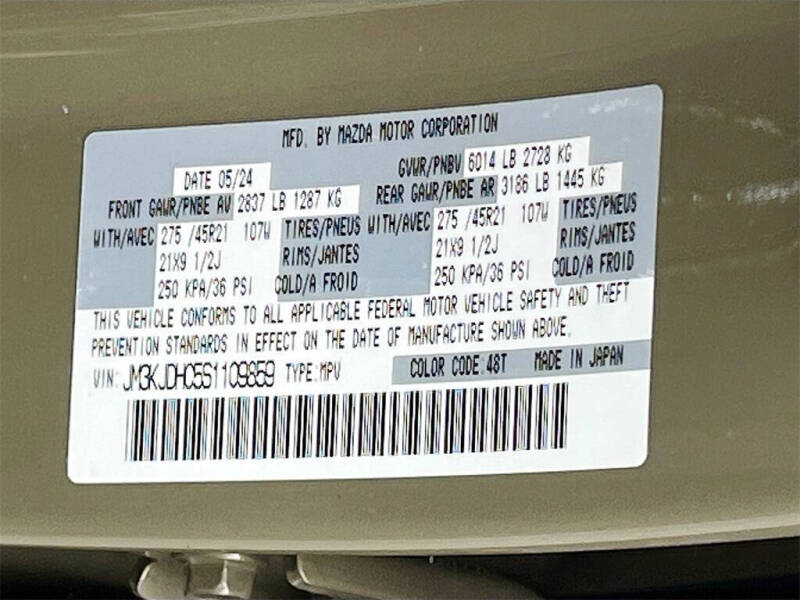 MFD. BY MAZDA MOTOR CORPORATION
DATE 05/24 GVWR/PNBV 6014 LB 2728 KG
FRONT GAWR/PNBE AV 2837 LB 1287 KG REAR GAWR/PNBE AR 3186 LB 1445 KG
WITH/AVEC 275 /45R21 107W TIRES/PNEUS WITH/AVEC 275 /45R21 107W TIRES/PNEUS
21X9 1/2J RIMS/JANTES 21X9 1/2J RIMS/JANTES
250 KPA/36 PSI COLD/A FROID 250 KPA/36 PSI COLD/A FROID
THIS VEHICLE CONFORMS TO ALL APPLICABLE FEDERAL MOTOR VEHICLE SAFETY AND THEFT
PREVENTION STANDARDS IN EFFECT ON THE DATE OF MANUFACTURE SHOWN ABOVE.
VIN: JM3KJDHC5S1109859 TYPE:MPV COLOR CODE:48T MADE IN JAPAN